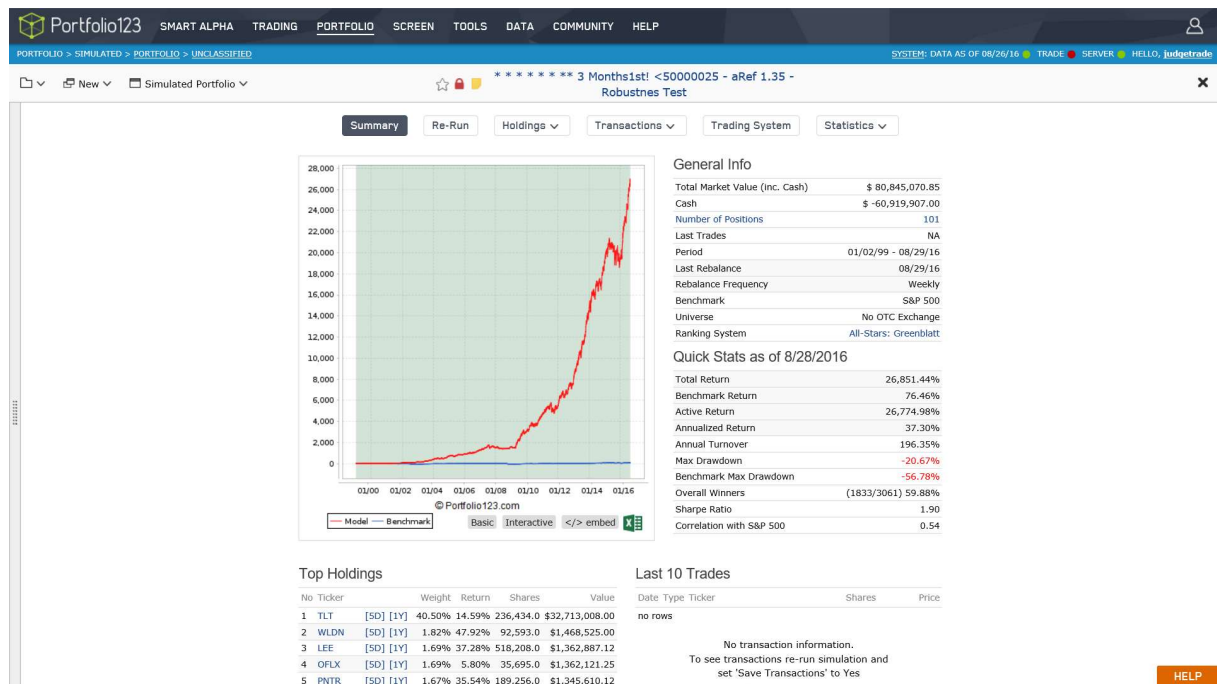 Portfolio123 SMART ALPHA TRADING PORTFOLIO SCREEN TOOLS DATA COMMUNITY HELP
PORTFOLIO > SIMULATED > PORTFOLIO > UNCLASSIFIED SYSTEM: DATA AS OF 08/26/16 TRADE SERVER HELLO, judgetrade
New Simulated Portfolio * * * * * * ** 3 Months1st! <50000025 - aRef 1.35 -
Robustnes Test
Summary Re-Run Holdings Transactions Trading System Statistics
28,000
26,000
24,000
22,000
20,000
18,000
16,000
14,000
12,000
10,000
8,000
6,000
4,000
2,000
0
01/00 01/02 01/04 01/06 01/08 01/10 01/12 01/14 01/16
© Portfolio123.com
Model Benchmark Basic Interactive </> embed
General Info
Total Market Value (inc. Cash) $ 80,845,070.85
Cash $ -60,919,907.00
Number of Positions 101
Last Trades NA
Period 01/02/99 - 08/29/16
Last Rebalance 08/29/16
Rebalance Frequency Weekly
Benchmark S&P 500
Universe No OTC Exchange
Ranking System All-Stars: Greenblatt
Quick Stats as of 8/28/2016
Total Return 26,851.44%
Benchmark Return 76.46%
Active Return 26,774.98%
Annualized Return 37.30%
Annual Turnover 196.35%
Max Drawdown -20.67%
Benchmark Max Drawdown -56.78%
Overall Winners (1833/3061) 59.88%
Sharpe Ratio 1.90
Correlation with S&P 500 0.54
Top Holdings
No Ticker Weight Return Shares Value
1 TLT [5D] [1Y] 40.50% 14.59% 236,434.0 $32,713,008.00
2 WLDN [5D] [1Y] 1.82% 47.92% 92,593.0 $1,468,525.00
3 LEE [5D] [1Y] 1.69% 37.28% 518,208.0 $1,362,887.12
4 OFLX [5D] [1Y] 1.69% 5.80% 35,695.0 $1,362,121.25
5 PNTR [5D] [1Y] 1.67% 35.54% 189,256.0 $1,345,610.12
Last 10 Trades
Date Type Ticker Shares Price
no rows
No transaction information.
To see transactions re-run simulation and
set 'Save Transactions' to Yes
HELP